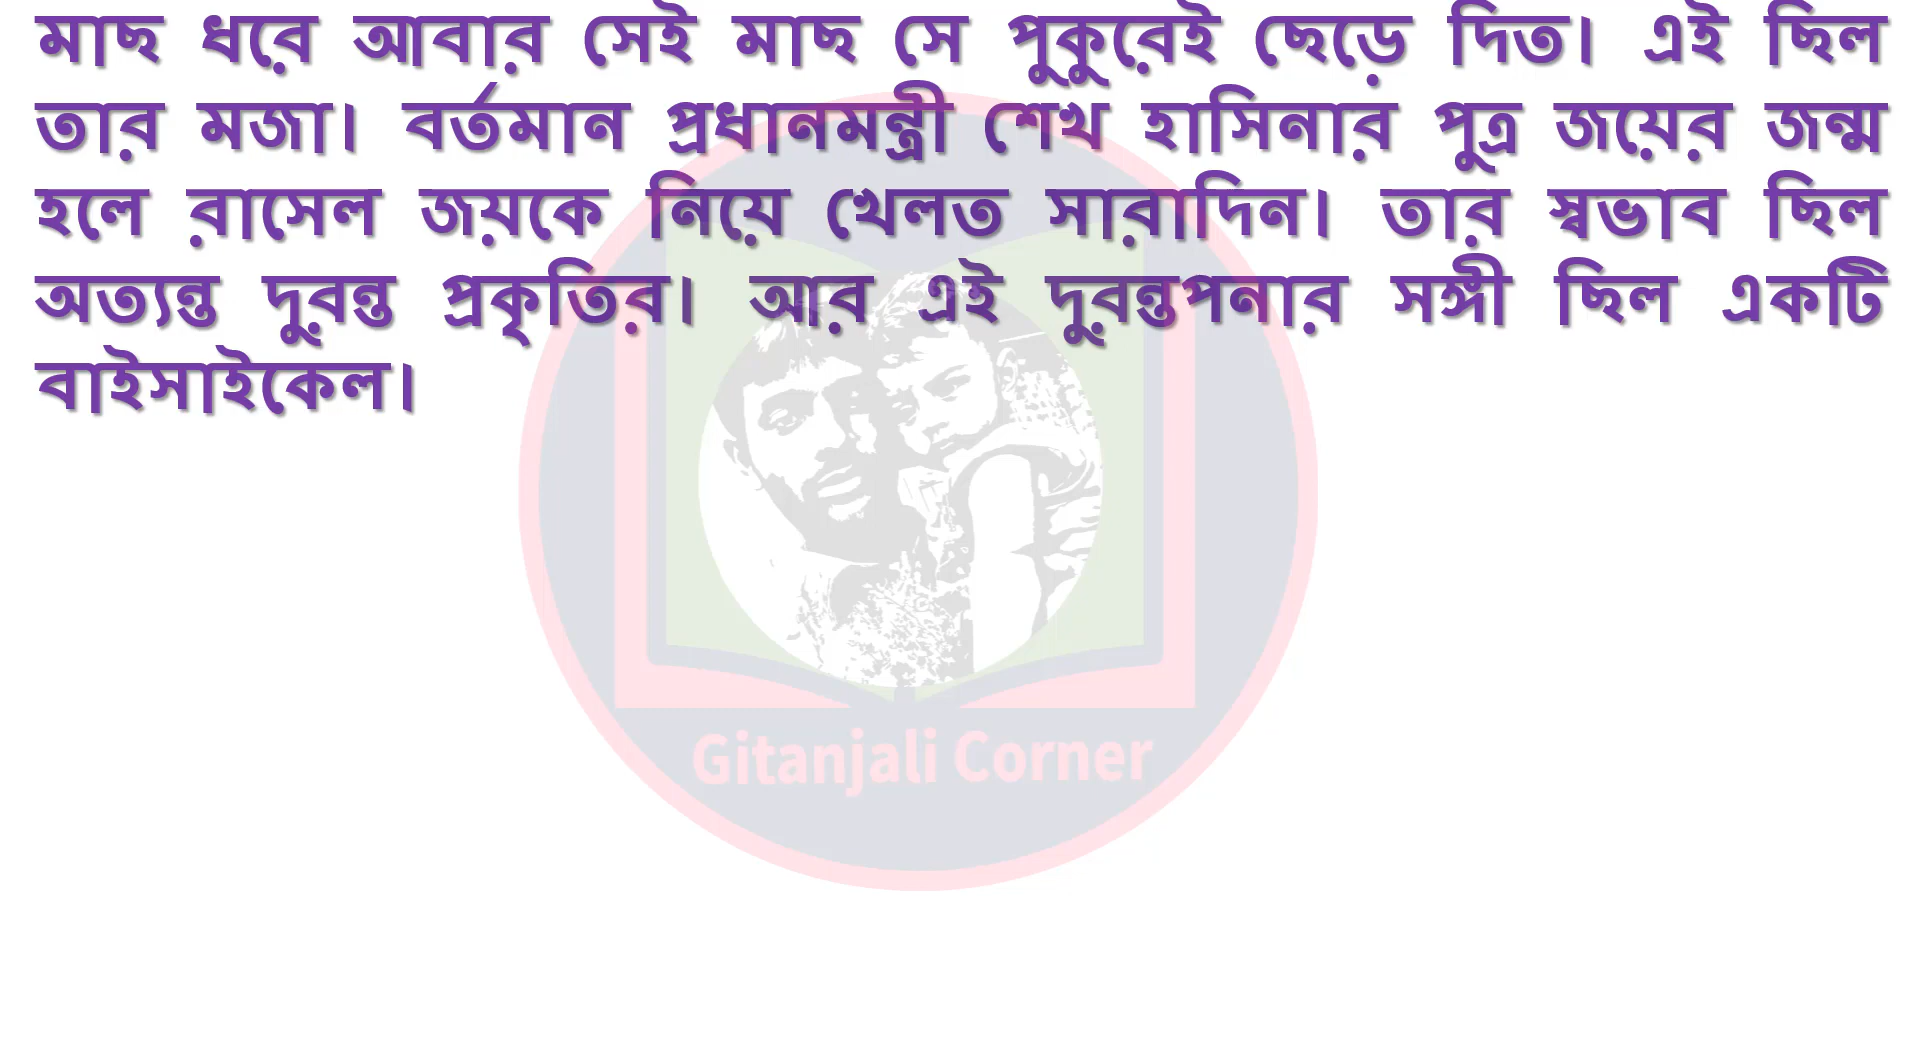 মাছ ধরে আবার সেই মাছ সে পুকুরেই ছেড়ে দিত। এই ছিল
তার মজা। বর্তমান প্রধানমন্ত্রী শেখ হাসিনার পুত্র জয়ের জন্ম
হলে রাসেল জয়কে নিয়ে খেলত সারাদিন। তার স্বভাব ছিল
অত্যন্ত দুরন্ত প্রকৃতির। আর এই দুরন্তপনার সঙ্গী ছিল একটি
বাইসাইকেল।
Gitanjali Corner